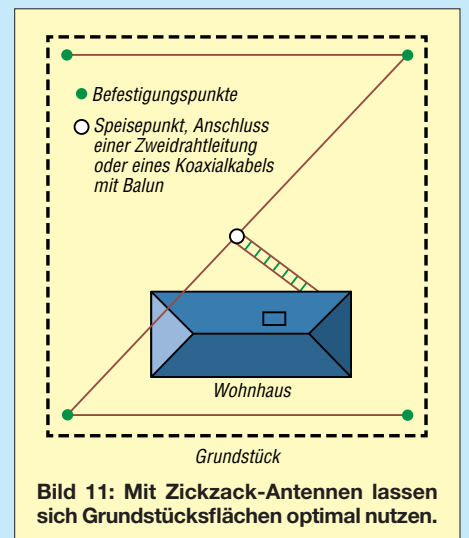 Befestigungspunkte
Speisepunkt, Anschluss
einer Zweidrahtleitung
oder eines Koaxialkabels
mit Balun
Wohnhaus
Grundstück
Bild 11: Mit Zickzack-Antennen lassen
sich Grundstücksflächen optimal nutzen.